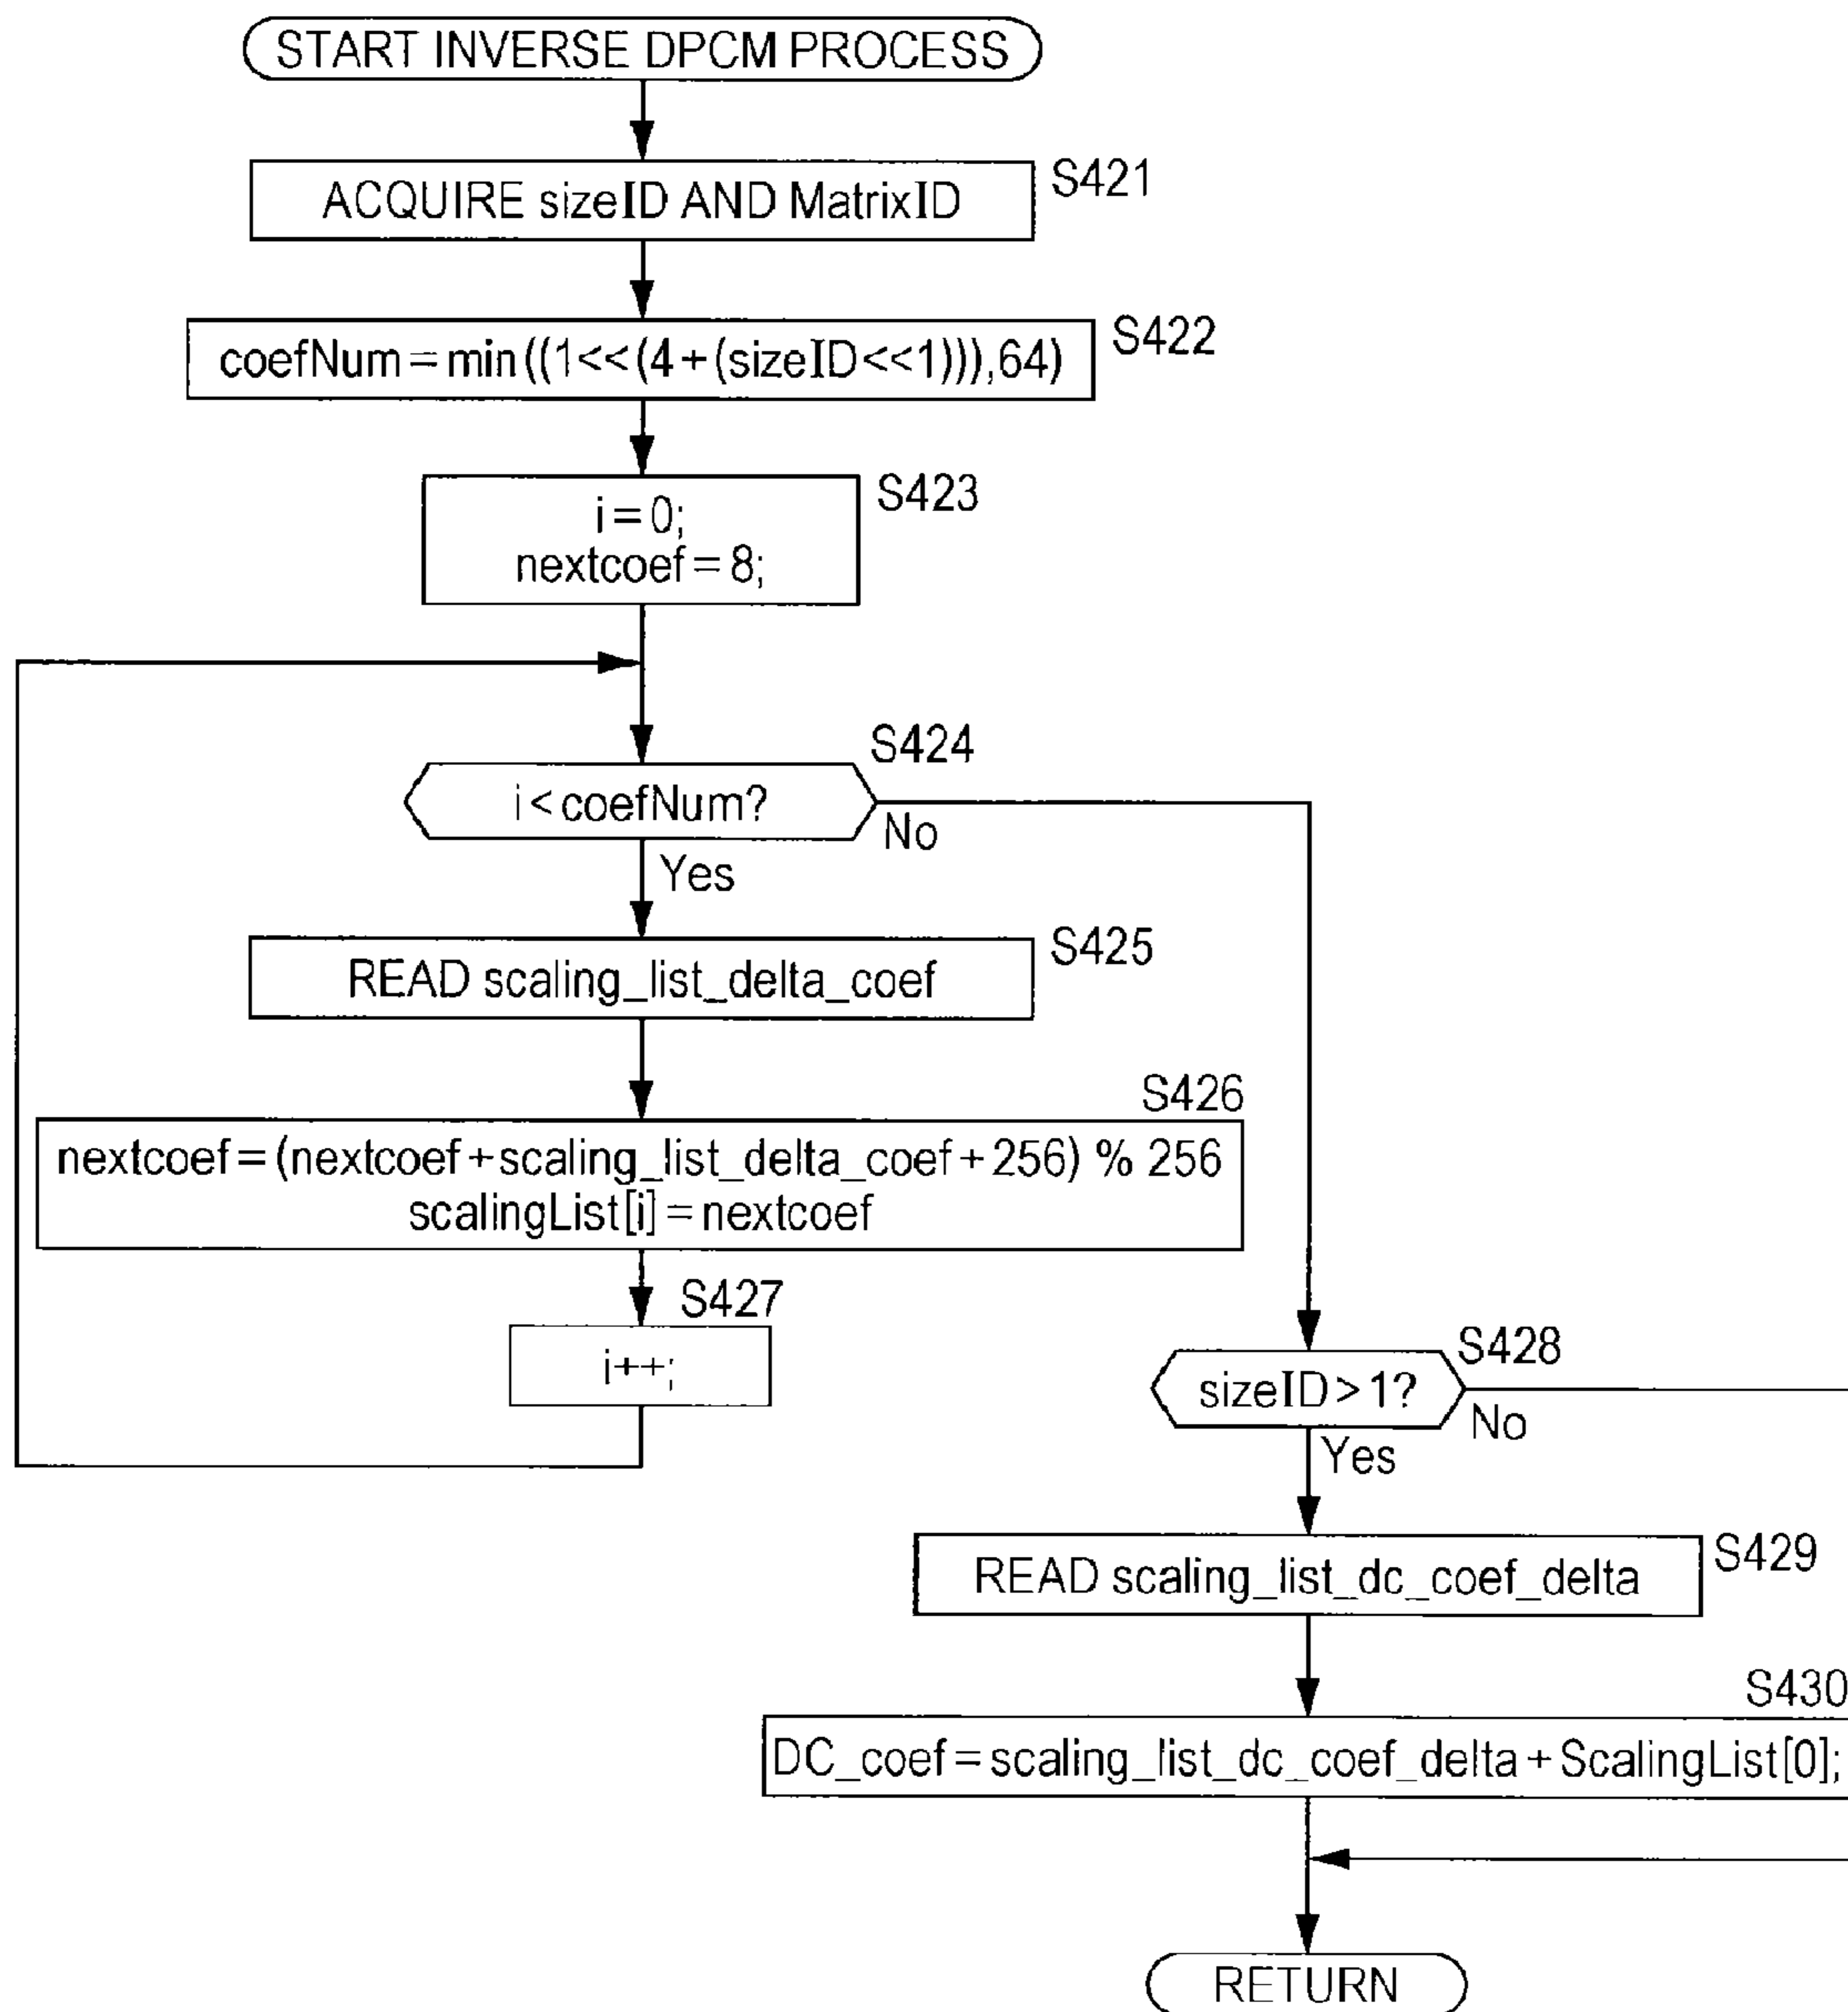 START INVERSE DPCM PROCESS
ACQUIRE sizeID AND MatrixID
S421
coefNum = min((1<<(4+(sizeID<<1))),64)
S422
i = 0;
nextcoef = 8;
S423
S424
i < coefNum?
No
Yes
READ scaling_list_delta_coef
S425
S426
nextcoef = (nextcoef + scaling_list_delta_coef + 256) % 256
scalingList[i] = nextcoef
S427
i++;
S428
sizeID > 1?
No
Yes
READ scaling_list_dc_coef_delta
S429
S430
DC_coef = scaling_list_dc_coef_delta + ScalingList[0];
RETURN